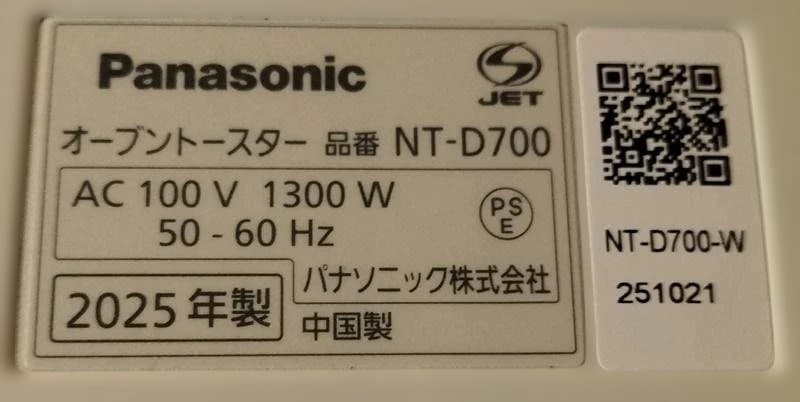 Panasonic
JET
オーブントースター 品番 NT-D700
AC 100 V 1300 W
50 - 60 Hz
PS
E
2025年製
パナソニック株式会社
中国製
NT-D700-W
251021